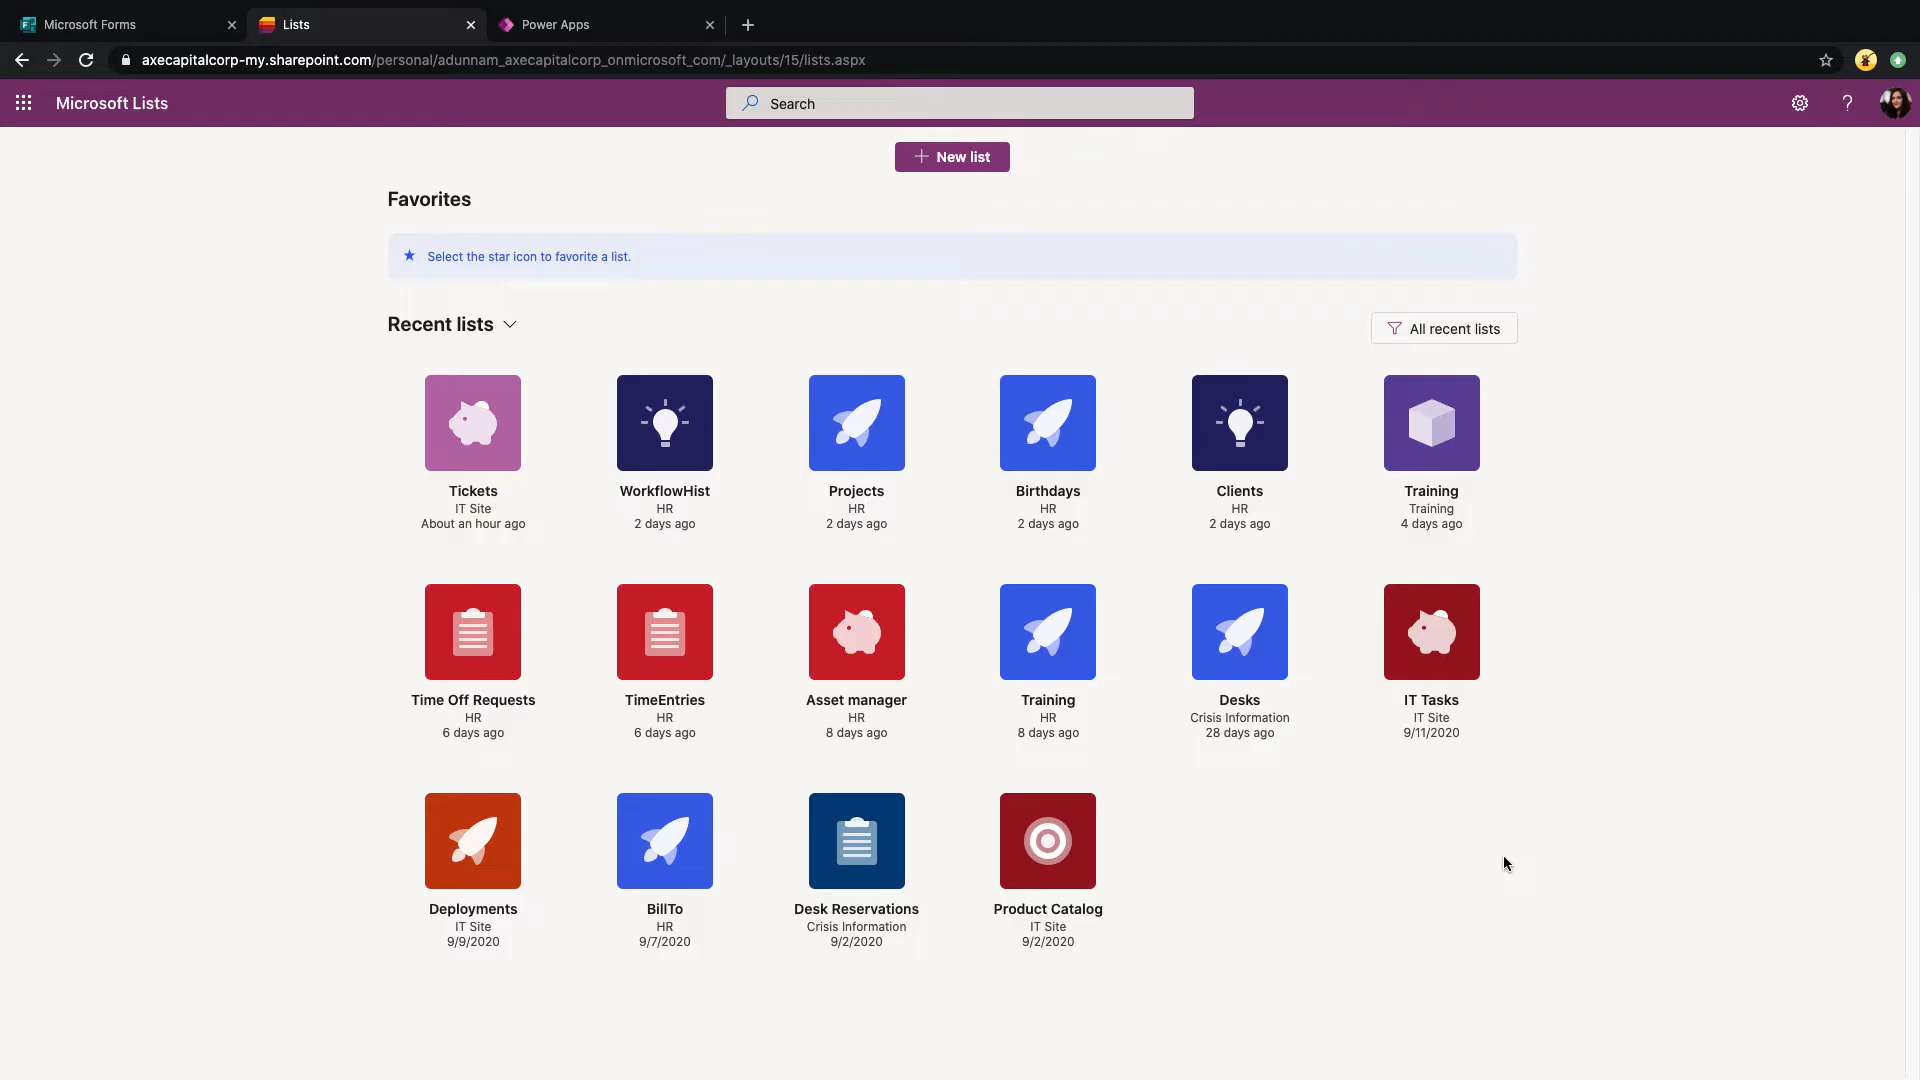 Microsoft Forms
Lists
Power Apps
axecapitalcorp-my.sharepoint.com/personal/adunnam_axecapitalcorp_onmicrosoft_com/_layouts/15/lists.aspx
Microsoft Lists
Search
?
+ New list
Favorites
Select the star icon to favorite a list.
Recent lists
All recent lists
Tickets
IT Site
About an hour ago
WorkflowHist
HR
2 days ago
Projects
HR
2 days ago
Birthdays
HR
2 days ago
Clients
HR
2 days ago
Training
Training
4 days ago
Time Off Requests
HR
6 days ago
TimeEntries
HR
6 days ago
Asset manager
HR
8 days ago
Training
HR
8 days ago
Desks
Crisis Information
28 days ago
IT Tasks
IT Site
9/11/2020
Deployments
IT Site
9/9/2020
BillTo
HR
9/7/2020
Desk Reservations
Crisis Information
9/2/2020
Product Catalog
IT Site
9/2/2020